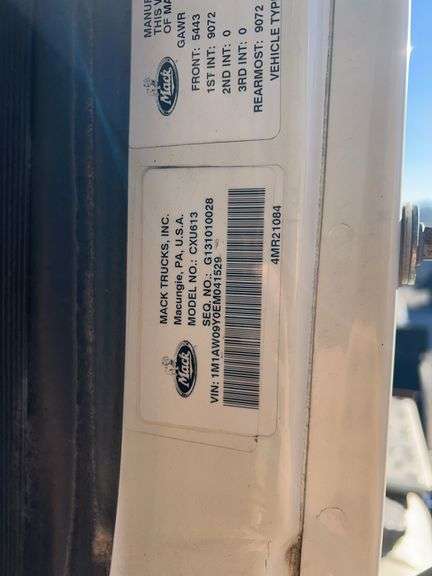 Mack
MACK TRUCKS, INC.
Macungie, PA, U.S.A.
MODEL NO.: CXU613
SEQ. NO.: G131010028
VIN: 1M1AW09Y0EM041529
4MR21084
Mack
MANUF
THIS V
OF MA
GAWR
FRONT: 5443
1ST INT: 9072
2ND INT: 0
3RD INT: 0
REARMOST: 9072
VEHICLE TYP